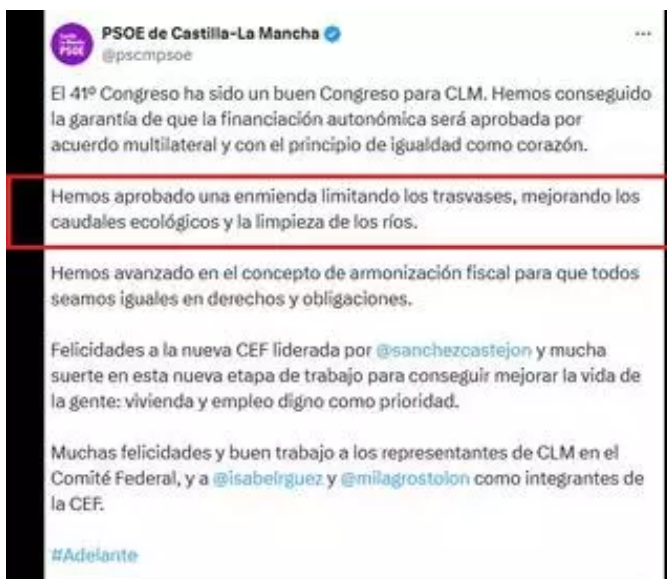 PSOE de Castilla-La Mancha
@pscmpsoe
El 41º Congreso ha sido un buen Congreso para CLM. Hemos conseguido
la garantía de que la financiación autonómica será aprobada por
acuerdo multilateral y con el principio de igualdad como corazón.
Hemos aprobado una enmienda limitando los trasvases, mejorando los
caudales ecológicos y la limpieza de los ríos.
Hemos avanzado en el concepto de armonización fiscal para que todos
seamos iguales en derechos y obligaciones.
Felicidades a la nueva CEF liderada por @sanchezcastejon y mucha
suerte en esta nueva etapa de trabajo para conseguir mejorar la vida de
la gente: vivienda y empleo digno como prioridad.
Muchas felicidades y buen trabajo a los representantes de CLM en el
Comité Federal, y a @isabelrguez y @milagrostolon como integrantes de
la CEF.
#Adelante